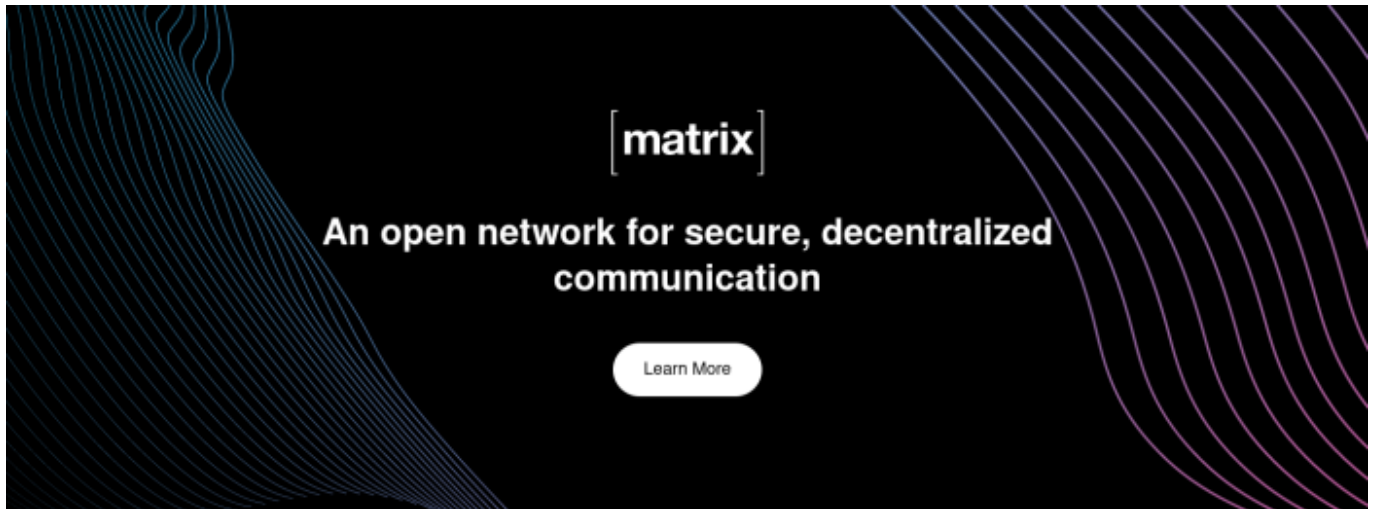 [matrix]
An open network for secure, decentralized
communication
Learn More